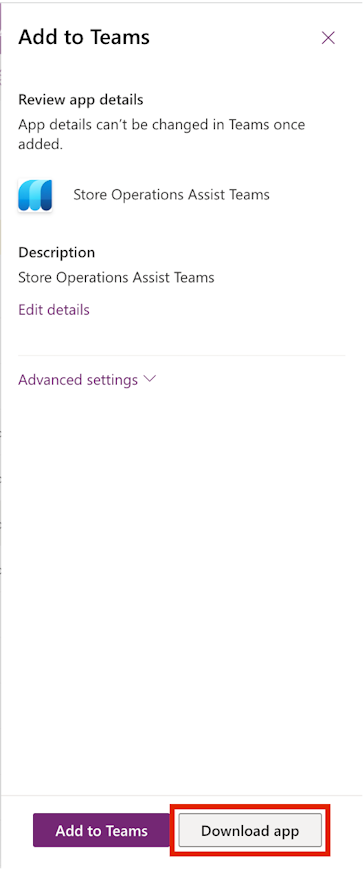 Add to Teams
Review app details
App details can't be changed in Teams once
added.
Store Operations Assist Teams
Description
Store Operations Assist Teams
Edit details
Advanced settings
Add to Teams
Download app